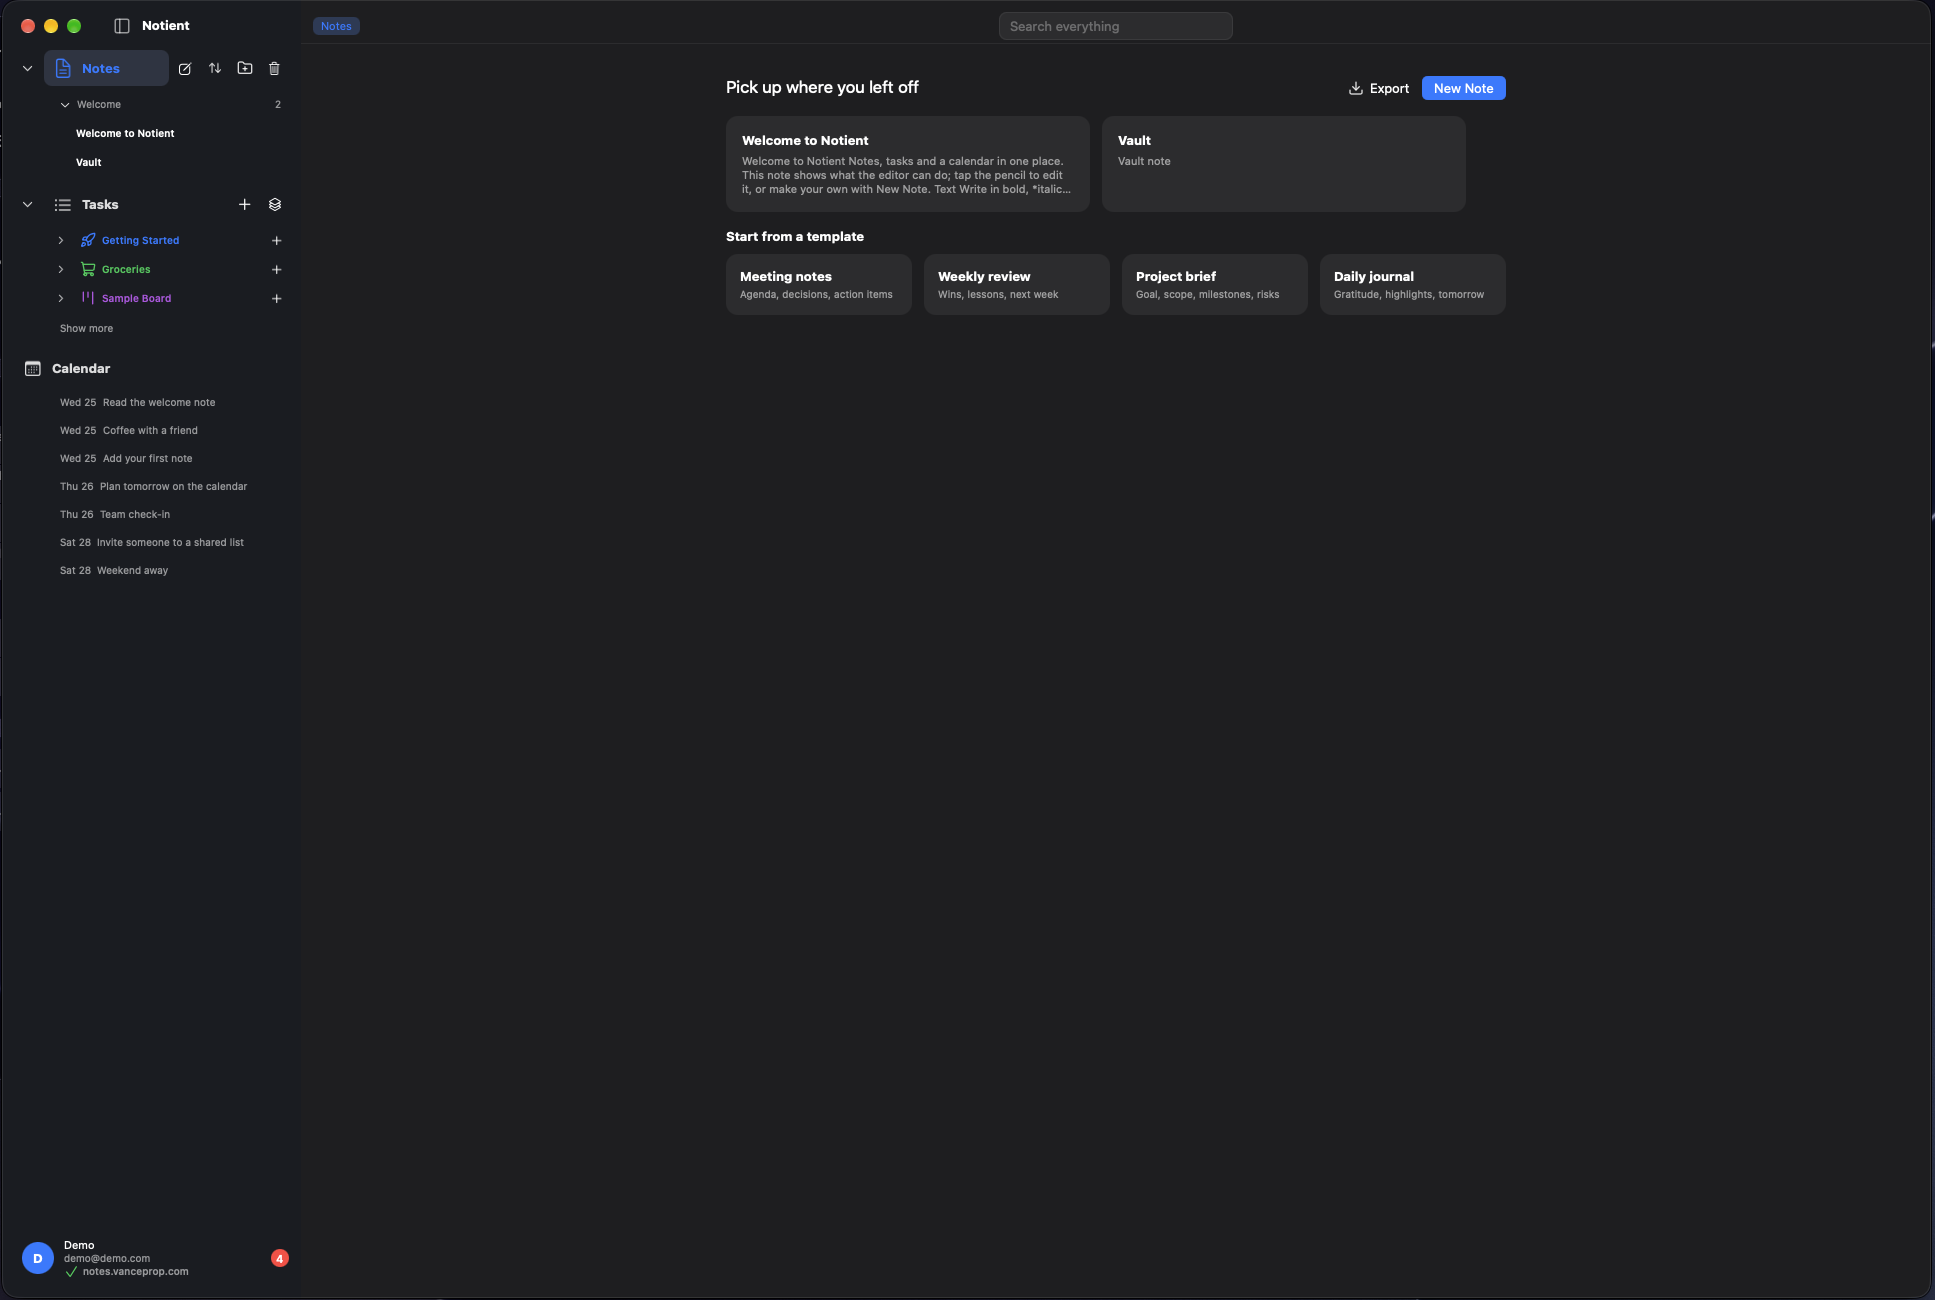 Notient
Notes
Search everything
Notes
Welcome 2
Welcome to Notient
Vault
Tasks
Getting Started
Groceries
Sample Board
Show more
Calendar
Wed 25 Read the welcome note
Wed 25 Coffee with a friend
Wed 25 Add your first note
Thu 26 Plan tomorrow on the calendar
Thu 26 Team check-in
Sat 28 Invite someone to a shared list
Sat 28 Weekend away
D
Demo
demo@demo.com
notes.vanceprop.com
4
Pick up where you left off
Export
New Note
Welcome to Notient
Welcome to Notient Notes, tasks and a calendar in one place.
This note shows what the editor can do; tap the pencil to edit
it, or make your own with New Note. Text Write in bold, *italic...
Vault
Vault note
Start from a template
Meeting notes
Agenda, decisions, action items
Weekly review
Wins, lessons, next week
Project brief
Goal, scope, milestones, risks
Daily journal
Gratitude, highlights, tomorrow